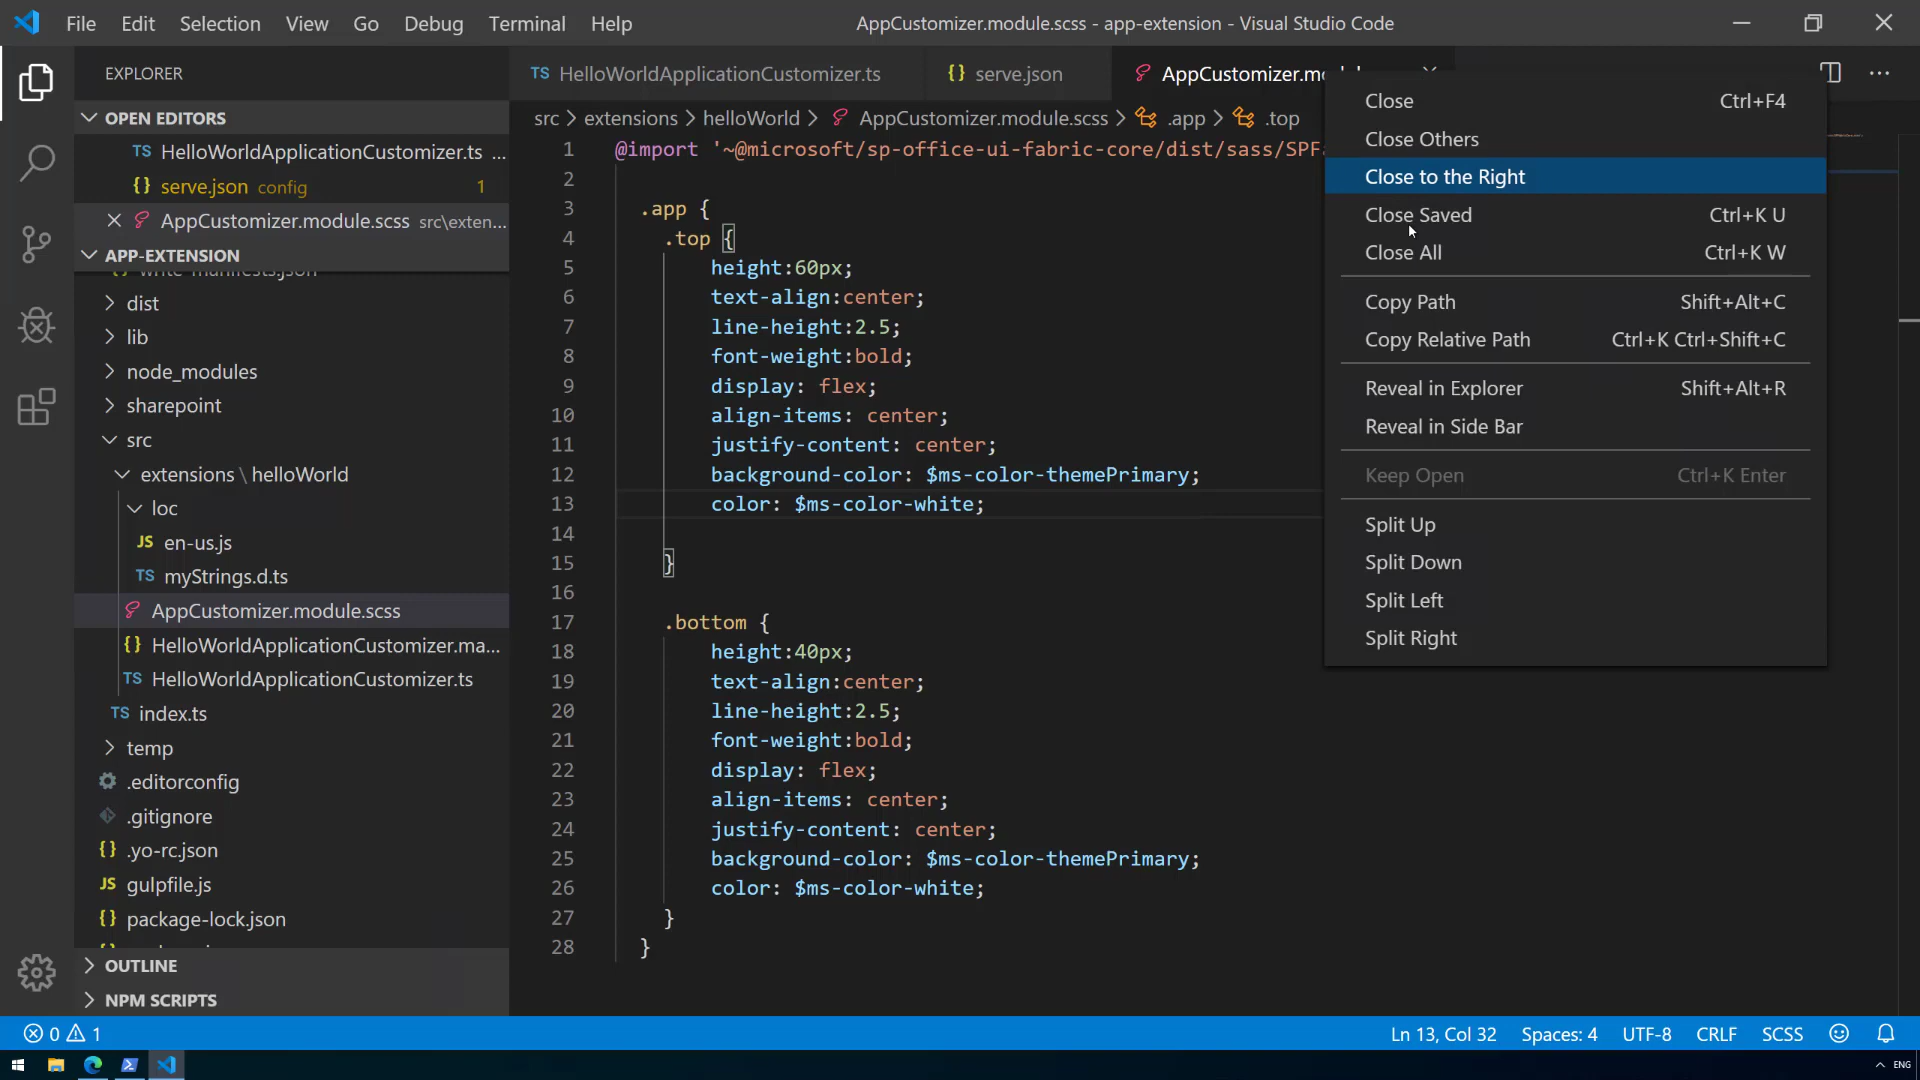 File Edit Selection View Go Debug Terminal Help AppCustomizer.module.scss - app-extension - Visual Studio Code
EXPLORER
OPEN EDITORS
TS HelloWorldApplicationCustomizer.ts ...
{} serve.json config 1
AppCustomizer.module.scss src\exten...
APP-EXTENSION
dist
lib
node_modules
sharepoint
src
extensions \ helloWorld
loc
JS en-us.js
TS myStrings.d.ts
AppCustomizer.module.scss
{} HelloWorldApplicationCustomizer.ma...
TS HelloWorldApplicationCustomizer.ts
TS index.ts
temp
.editorconfig
.gitignore
{} .yo-rc.json
JS gulpfile.js
{} package-lock.json
OUTLINE
NPM SCRIPTS
TS HelloWorldApplicationCustomizer.ts {} serve.json AppCustomizer.mo
src > extensions > helloWorld > AppCustomizer.module.scss > .app > .top
1 @import '~@microsoft/sp-office-ui-fabric-core/dist/sass/SPF
2
3 .app {
4 .top {
5 height:60px;
6 text-align:center;
7 line-height:2.5;
8 font-weight:bold;
9 display: flex;
10 align-items: center;
11 justify-content: center;
12 background-color: $ms-color-themePrimary;
13 color: $ms-color-white;
14
15 }
16
17 .bottom {
18 height:40px;
19 text-align:center;
20 line-height:2.5;
21 font-weight:bold;
22 display: flex;
23 align-items: center;
24 justify-content: center;
25 background-color: $ms-color-themePrimary;
26 color: $ms-color-white;
27 }
28 }
Close Ctrl+F4
Close Others
Close to the Right
Close Saved Ctrl+K U
Close All Ctrl+K W
Copy Path Shift+Alt+C
Copy Relative Path Ctrl+K Ctrl+Shift+C
Reveal in Explorer Shift+Alt+R
Reveal in Side Bar
Keep Open Ctrl+K Enter
Split Up
Split Down
Split Left
Split Right
0 1 Ln 13, Col 32 Spaces: 4 UTF-8 CRLF SCSS
ENG